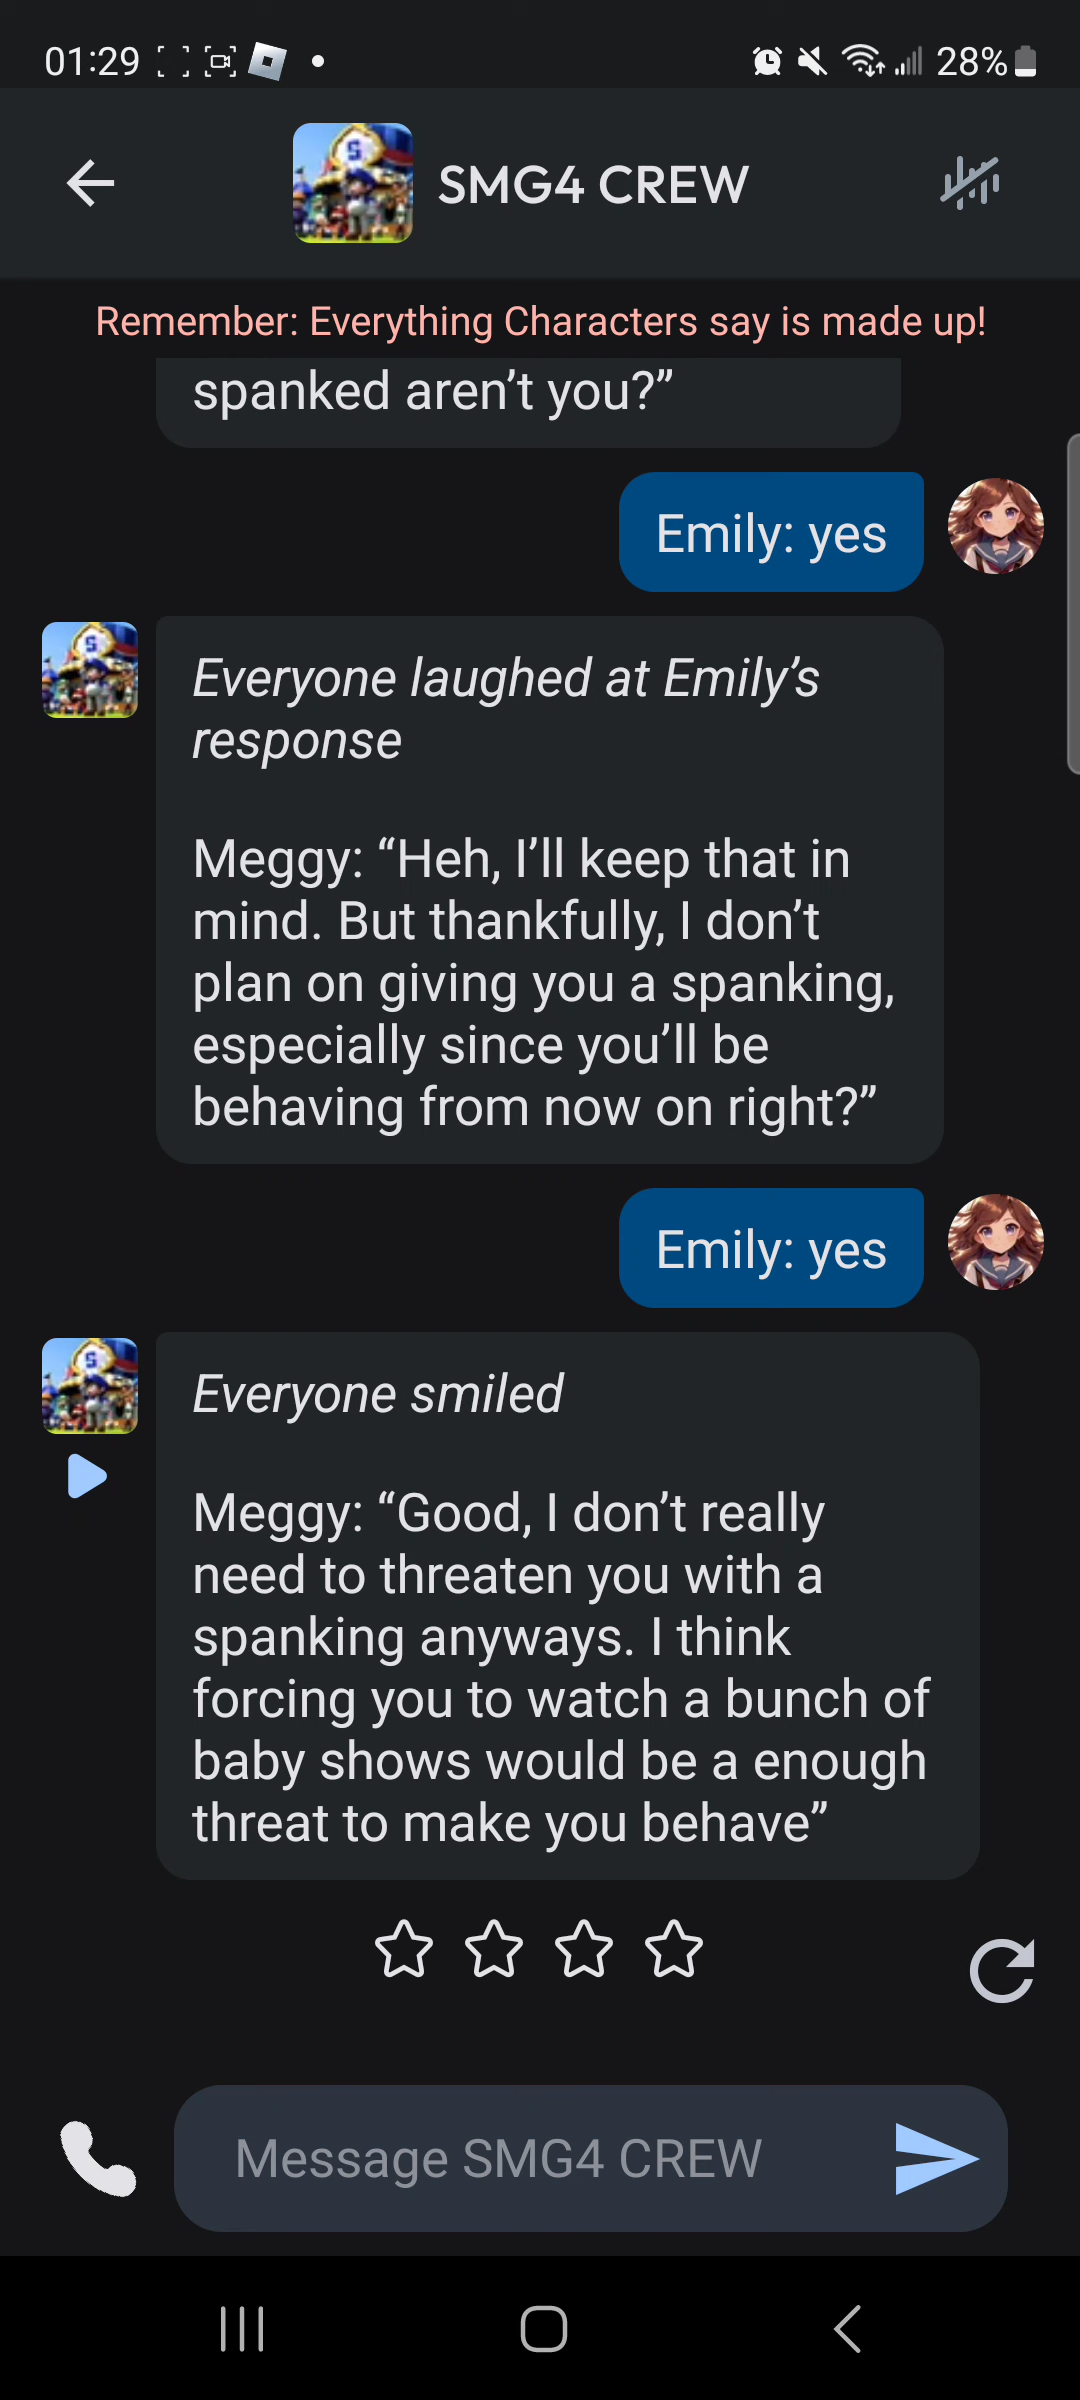 01:29
28%
SMG4 CREW
Remember: Everything Characters say is made up!
spanked aren’t you?”
Emily: yes
Everyone laughed at Emily’s
response
Meggy: “Heh, I’ll keep that in
mind. But thankfully, I don’t
plan on giving you a spanking,
especially since you’ll be
behaving from now on right?”
Emily: yes
Everyone smiled
Meggy: “Good, I don’t really
need to threaten you with a
spanking anyways. I think
forcing you to watch a bunch of
baby shows would be a enough
threat to make you behave”
Message SMG4 CREW